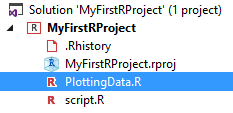 Solution 'MyFirstRProject' (1 project)
MyFirstRProject
.Rhistory
MyFirstRProject.rproj
PlottingData.R
script.R